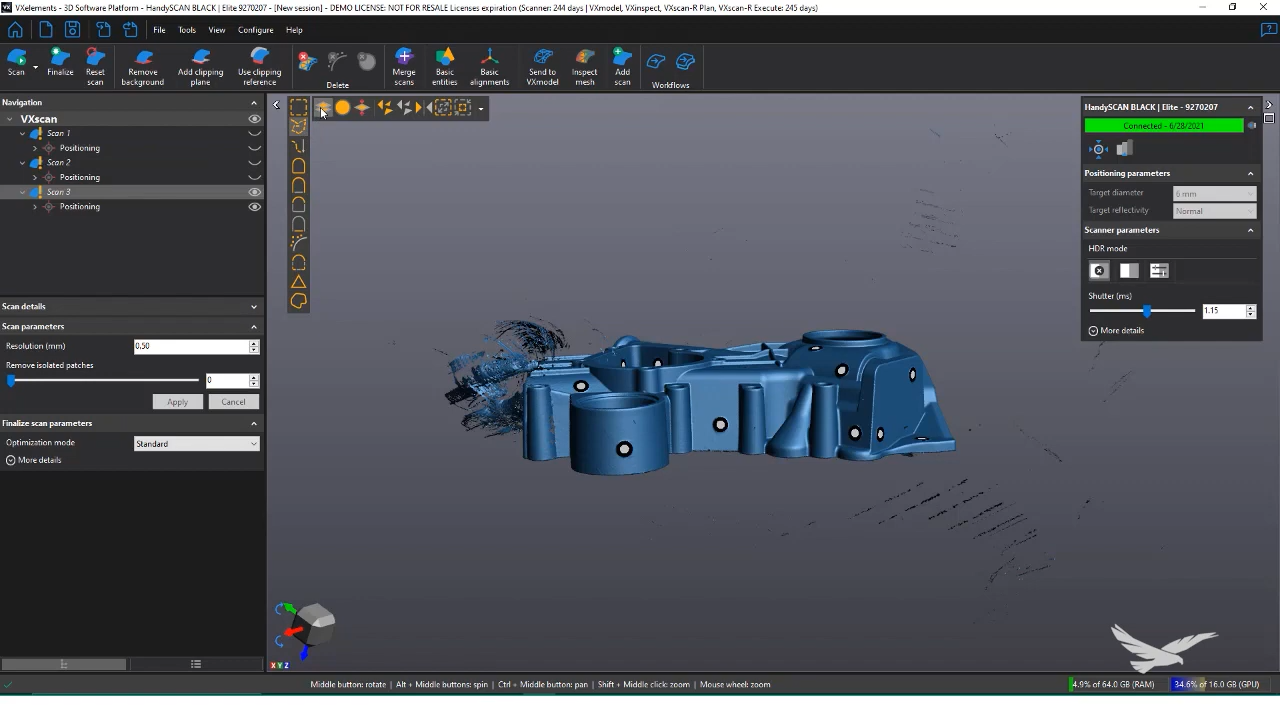 VXelements - 3D Software Platform - HandySCAN BLACK | Elite 9270207 - [New session] - DEMO LICENSE: NOT FOR RESALE Licenses expiration (Scanner: 244 days | VXmodel, VXinspect, VXscan-R Plan, VXscan-R Execute: 245 days)
File Tools View Configure Help
Scan
Finalize
Reset scan
Remove background
Add clipping plane
Use clipping reference
Delete
Merge scans
Basic entities
Basic alignments
Send to VXmodel
Inspect mesh
Add scan
Workflows
Navigation
VXscan
Scan 1
Positioning
Scan 2
Positioning
Scan 3
Positioning
Scan details
Scan parameters
Resolution (mm) 0,50
Remove isolated patches
0
Apply Cancel
Finalize scan parameters
Optimization mode Standard
More details
HandySCAN BLACK | Elite - 9270207
Connected - 6/28/2021
Positioning parameters
Target diameter 6 mm
Target reflectivity Normal
Scanner parameters
HDR mode
Shutter (ms)
1.15
More details
X Y Z
Middle button: rotate | Alt + Middle buttons: spin | Ctrl + Middle button: pan | Shift + Middle click: zoom | Mouse wheel: zoom
4.9% of 64.0 GB (RAM) 34.6% of 16.0 GB (GPU)